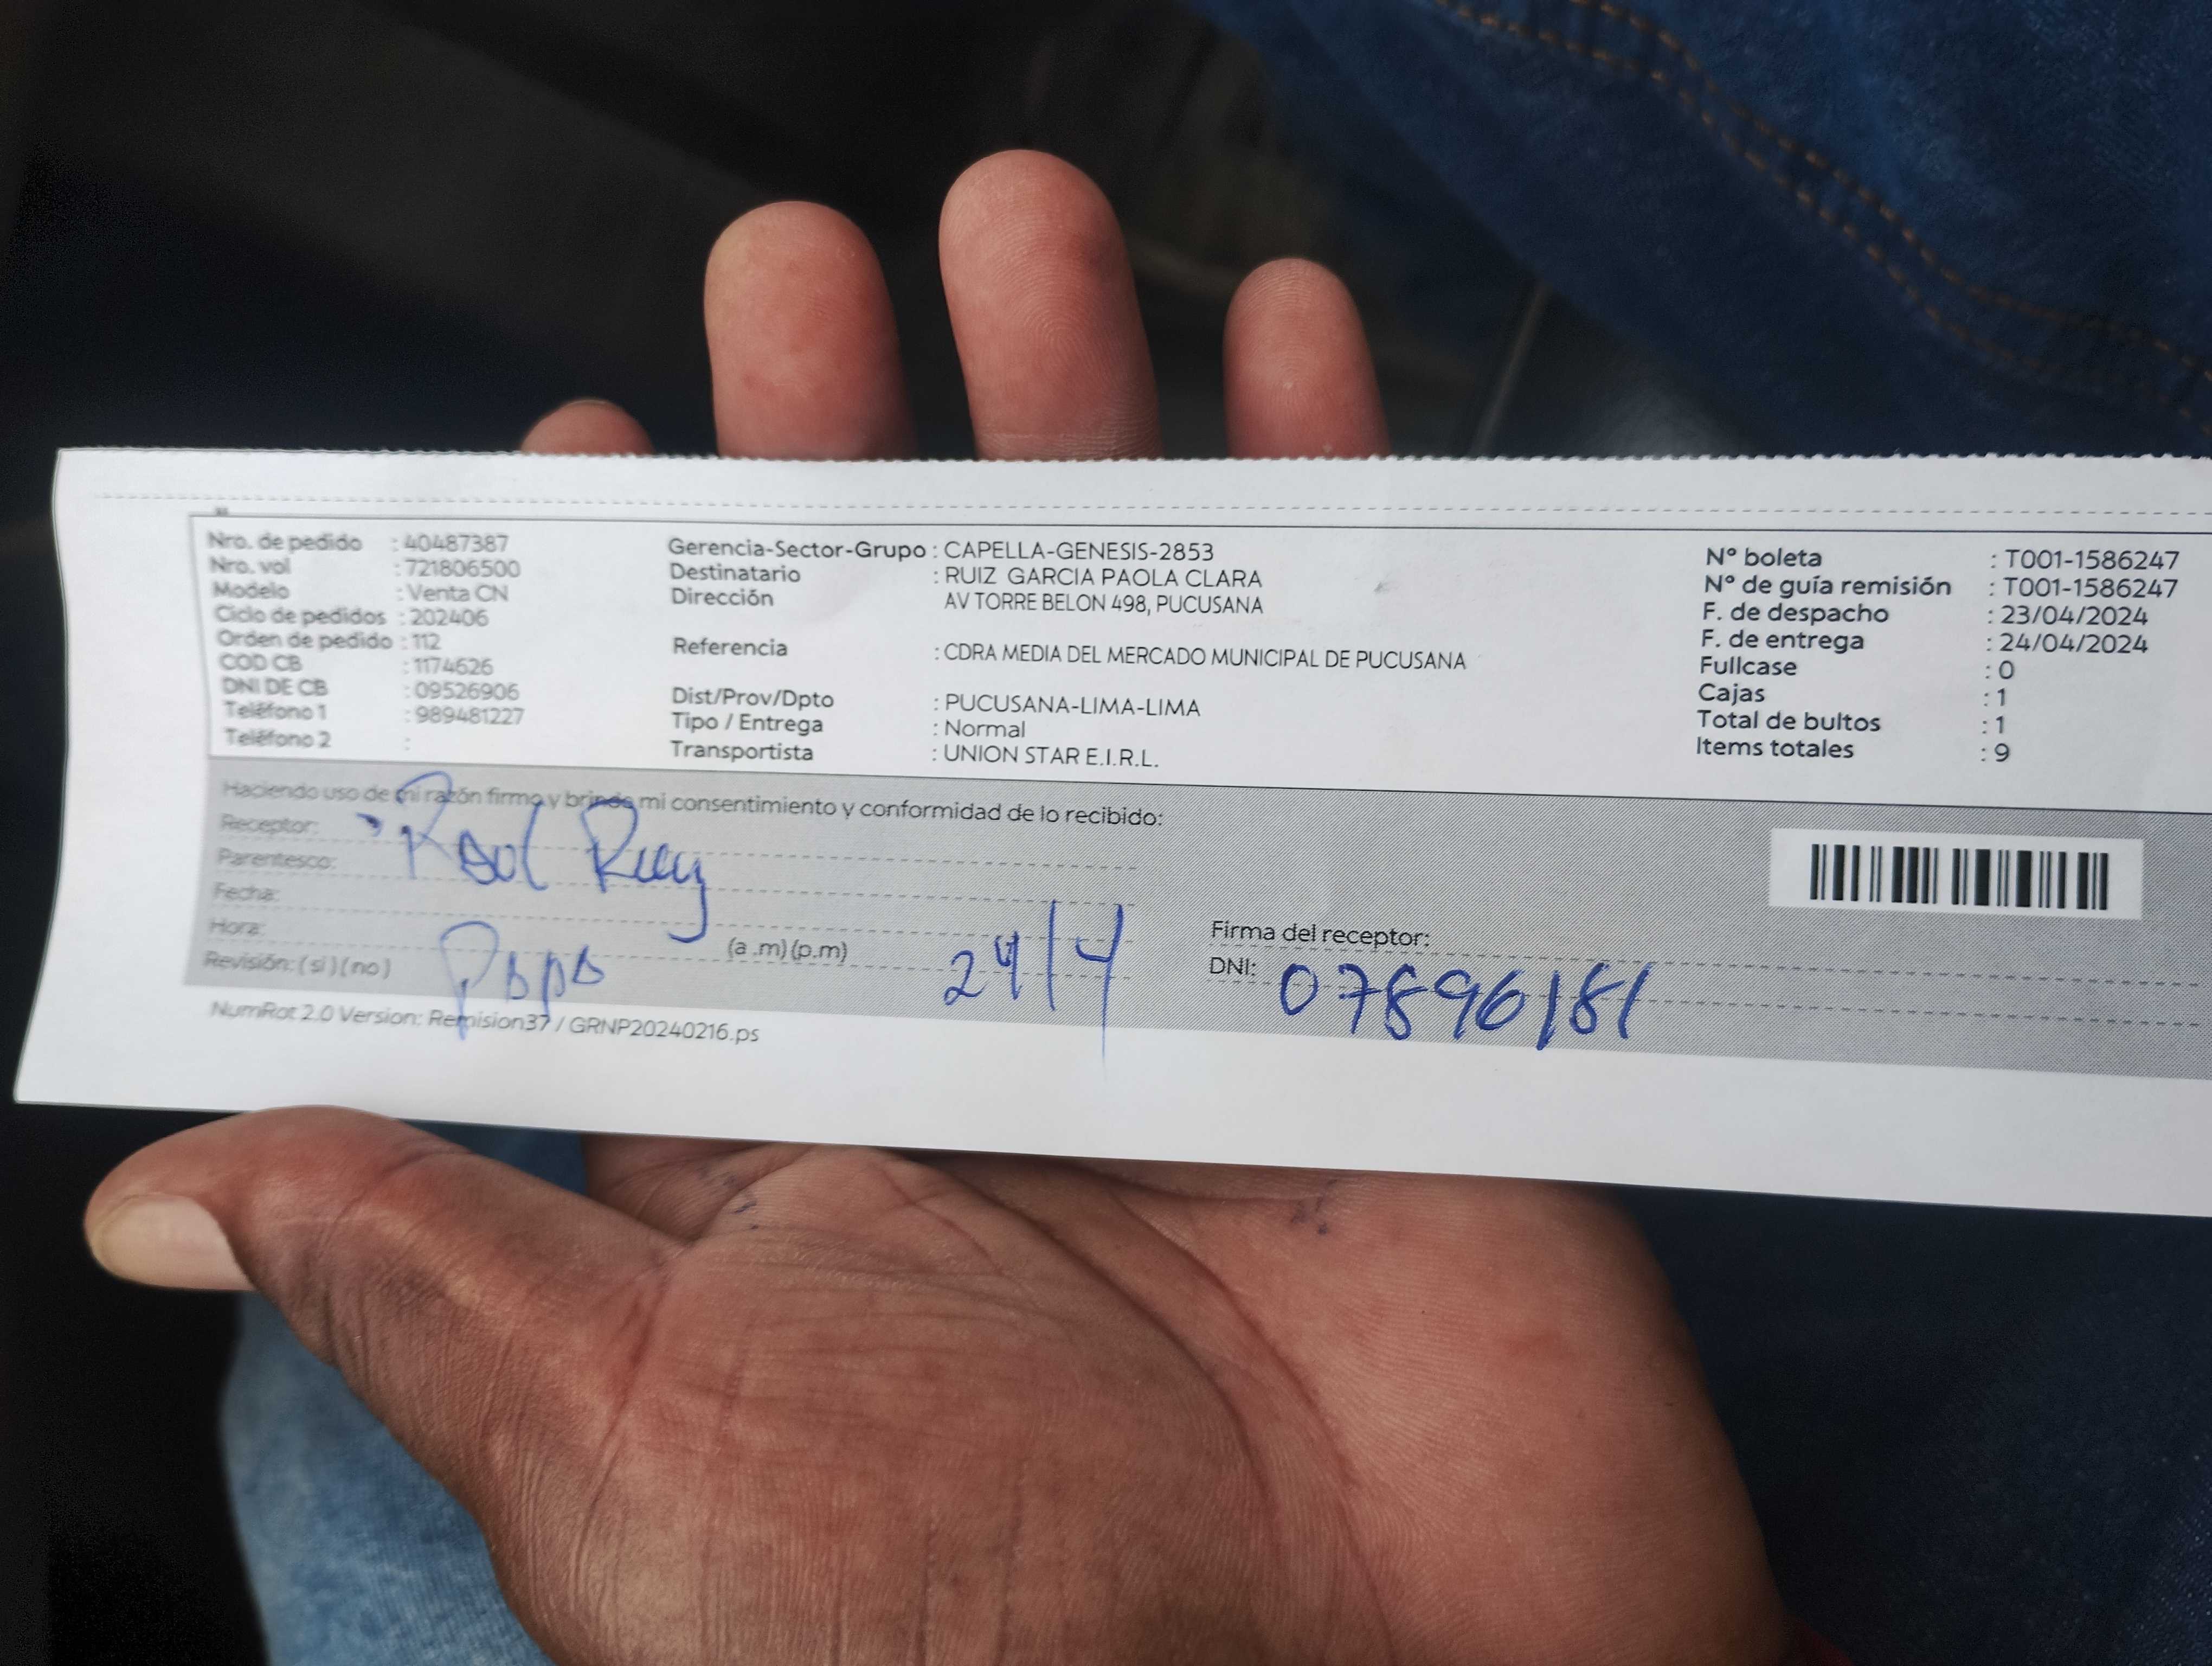 Nro. de pedido : 40487387
Nro. vol : 721806500
Modelo : Venta CN
Ciclo de pedidos : 202406
Orden de pedido : 112
COD CB : 1174626
DNI DE CB : 09526906
Teléfono 1 : 989481227
Teléfono 2 :
Gerencia-Sector-Grupo : CAPELLA-GENESIS-2853
Destinatario : RUIZ GARCIA PAOLA CLARA
Dirección AV TORRE BELON 498, PUCUSANA
Referencia : CDRA MEDIA DEL MERCADO MUNICIPAL DE PUCUSANA
Dist/Prov/Dpto : PUCUSANA-LIMA-LIMA
Tipo / Entrega : Normal
Transportista : UNION STAR E.I.R.L.
N° boleta : T001-1586247
N° de guía remisión : T001-1586247
F. de despacho : 23/04/2024
F. de entrega : 24/04/2024
Fullcase : 0
Cajas : 1
Total de bultos : 1
Items totales : 9
Haciendo uso de mi razón firmo y brindo mi consentimiento y conformidad de lo recibido:
Receptor:
Parentesco:
Fecha:
Hora: (a .m) (p.m)
Revisión: ( si ) ( no )
Papa
24/4
Firma del receptor:
DNI: 07896181
NumRot 2.0 Version: Remision37 / GRNP20240216.ps